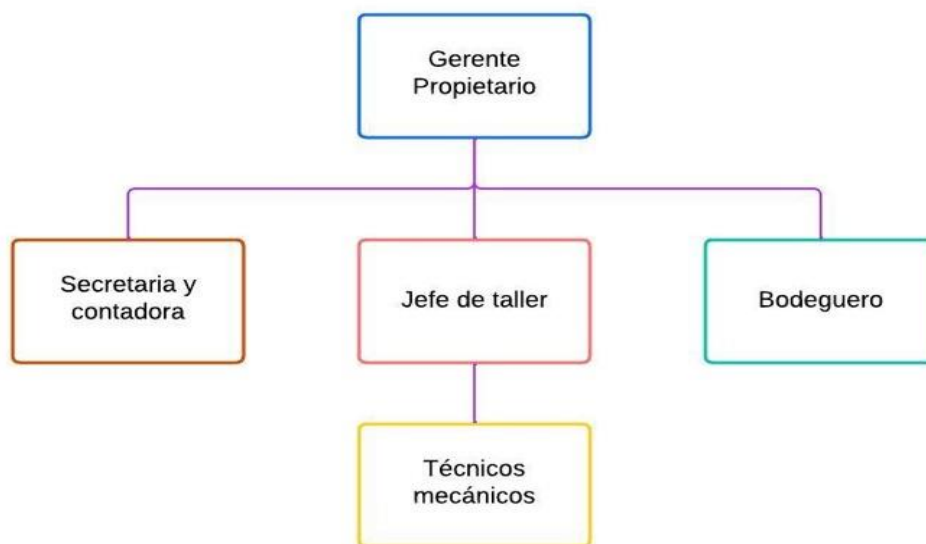 Gerente
Propietario
Secretaria y
contadora
Jefe de taller
Bodeguero
Técnicos
mecánicos